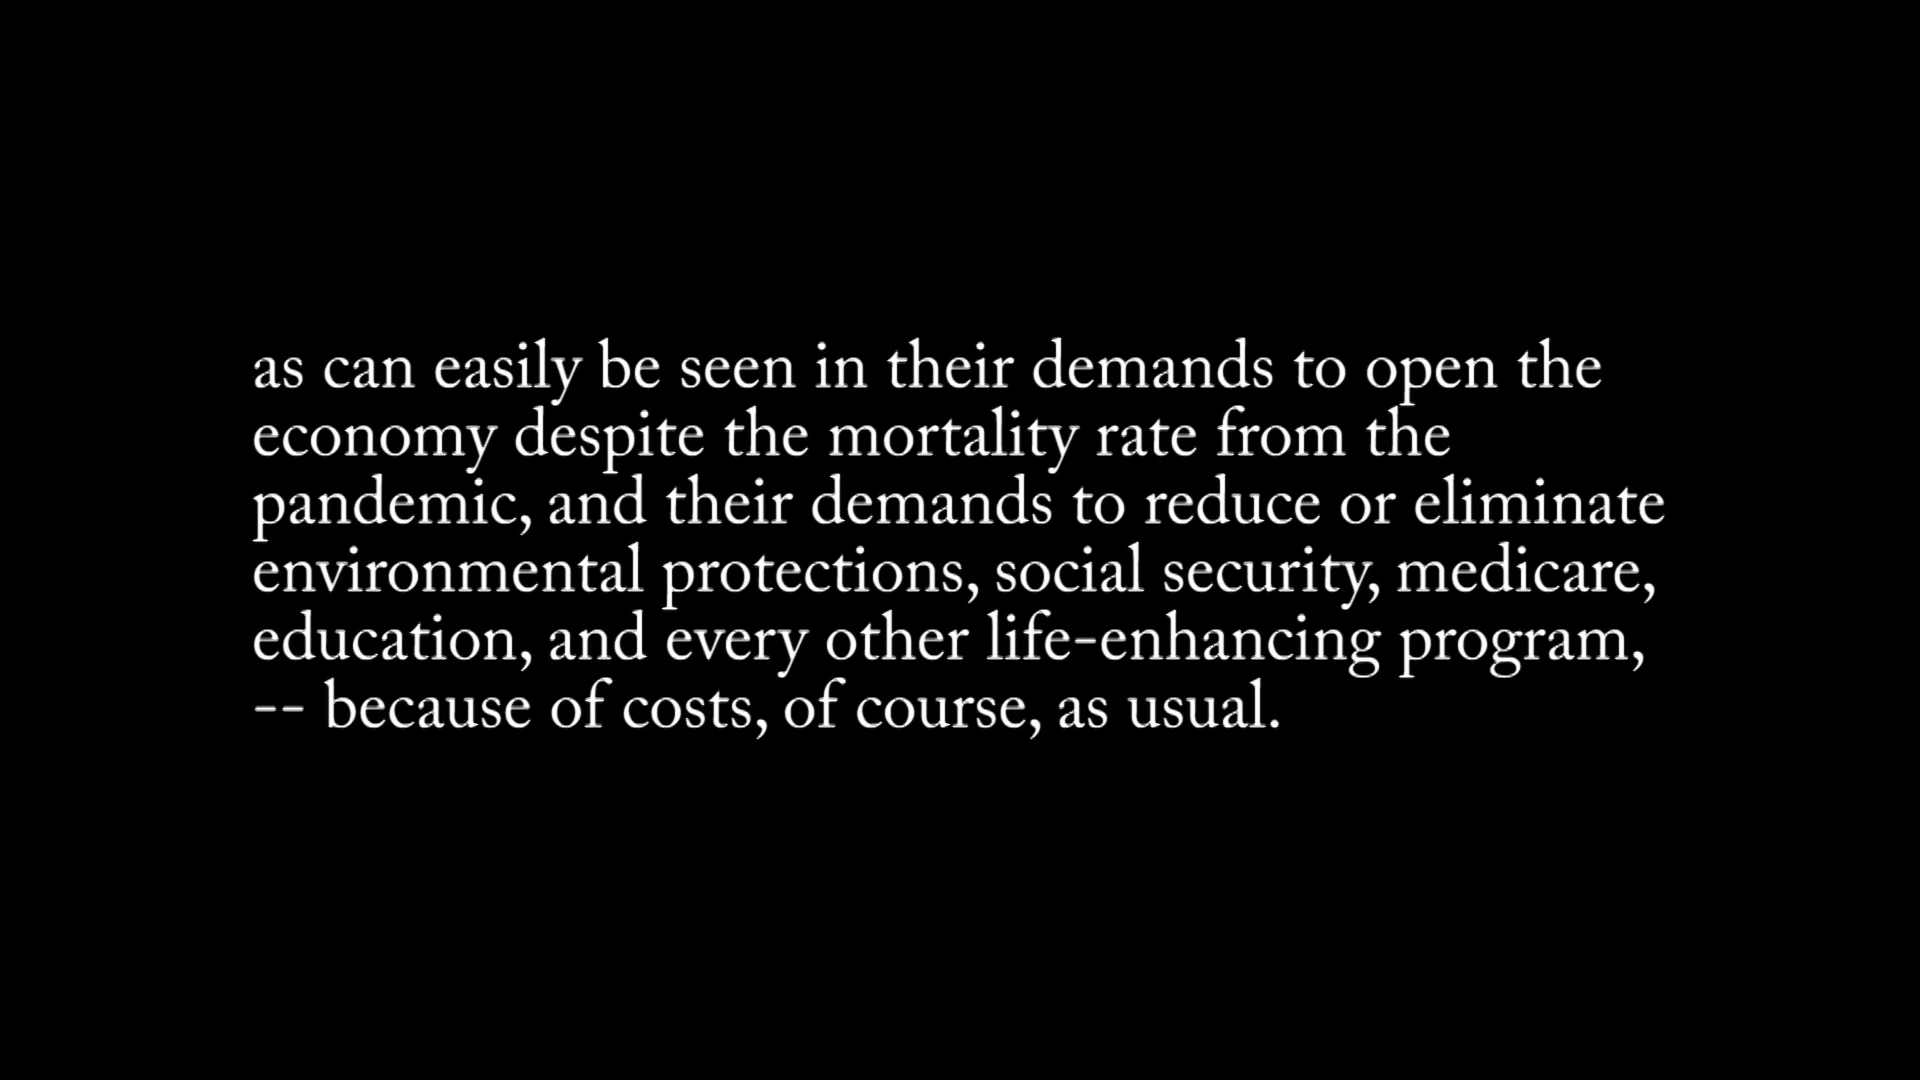 as can easily be seen in their demands to open the
economy despite the mortality rate from the
pandemic, and their demands to reduce or eliminate
environmental protections, social security, medicare,
education, and every other life-enhancing program,
-- because of costs, of course, as usual.